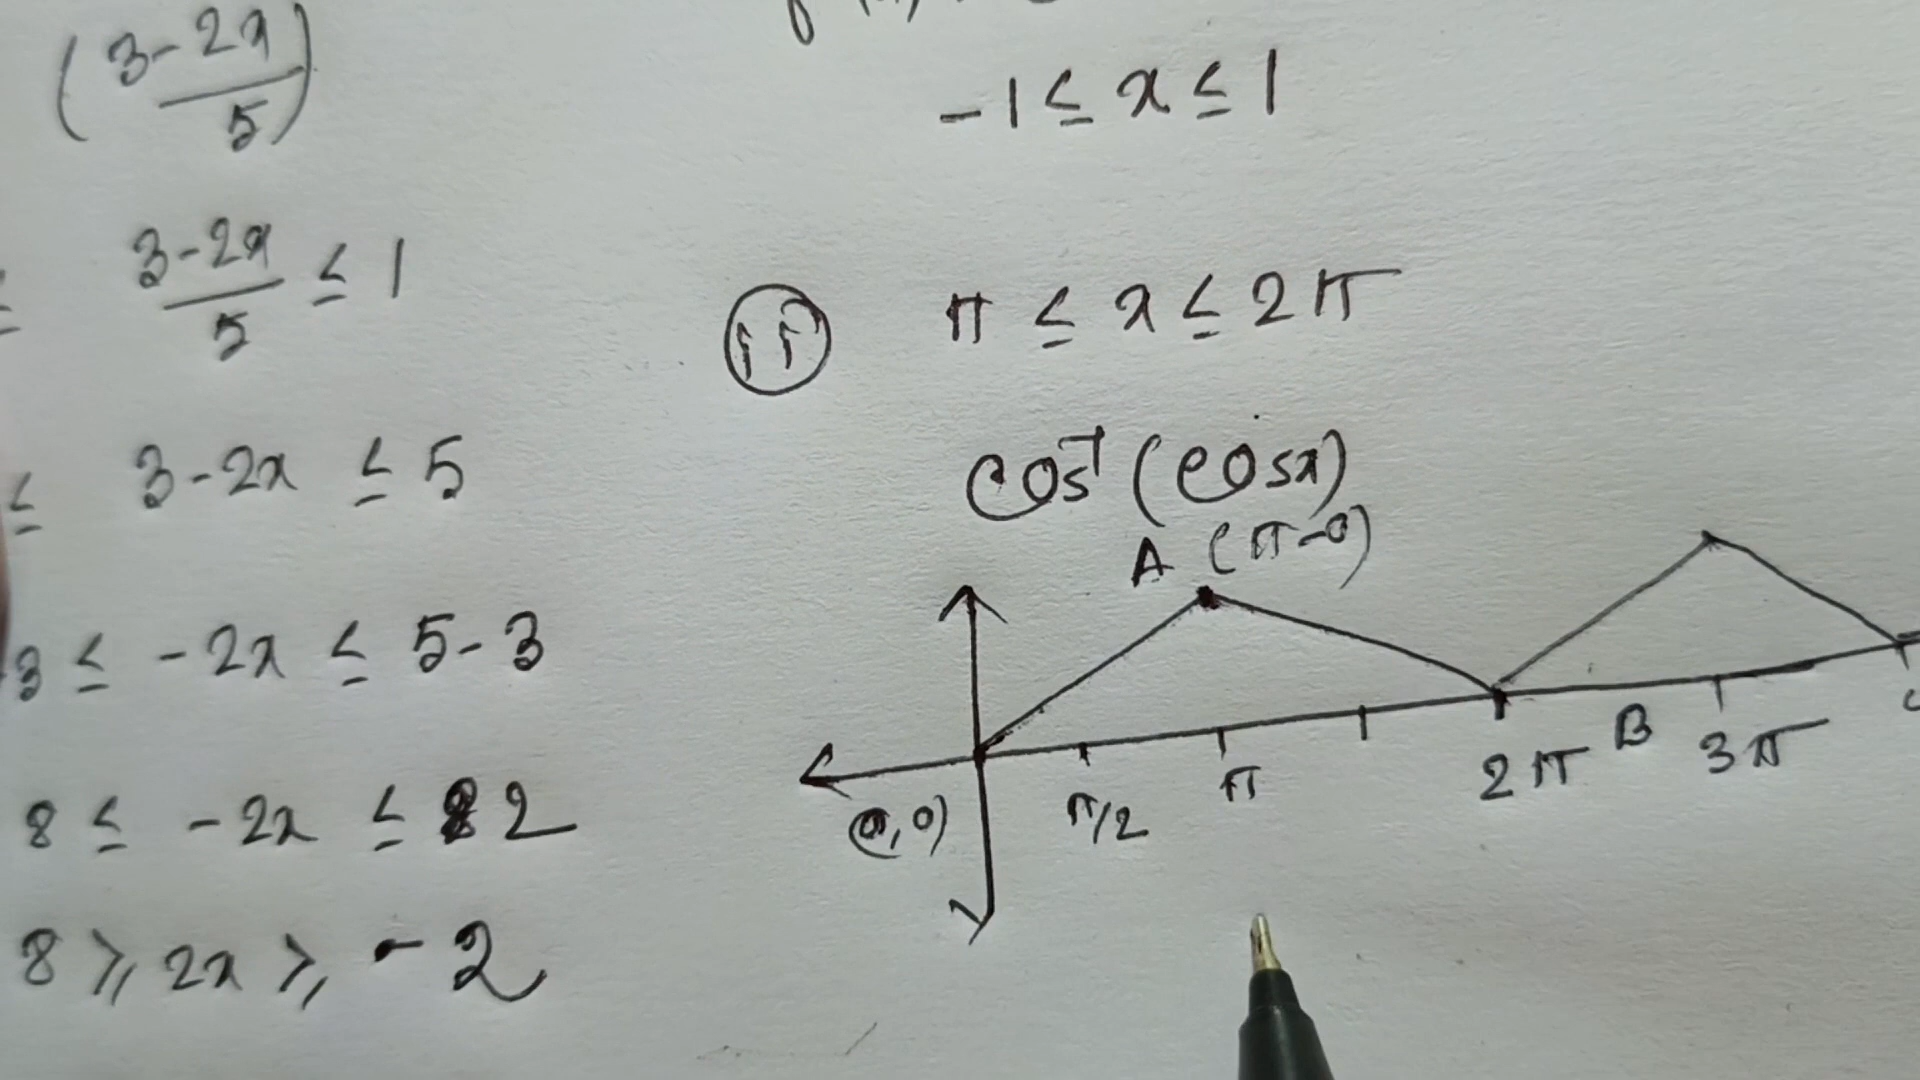 (3-2x/5)
3-2x/5 ≤ 1
≤ 3-2x ≤ 5
3 ≤ -2x ≤ 5-3
8 ≤ -2x ≤ 2
8 ≥ 2x ≥ -2
-1 ≤ x ≤ 1
ii π ≤ x ≤ 2π
cos⁻¹(cosx)
A (π-0)
(0,0) π/2 π 2π B 3π